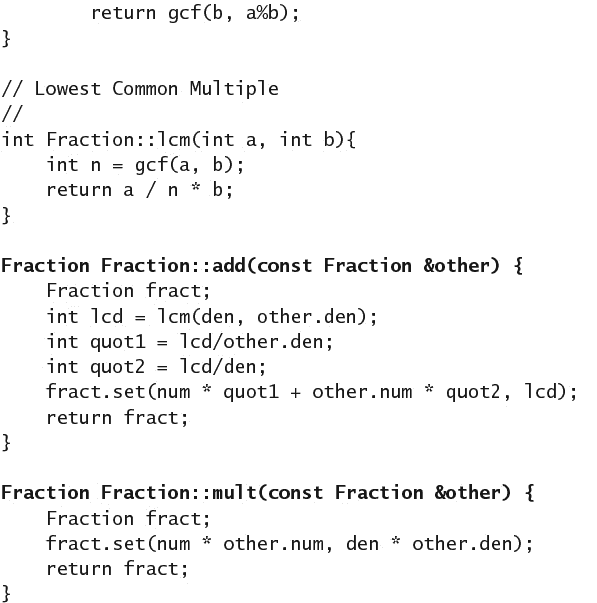 return gcf(b, a%b);
}

// Lowest Common Multiple
//
int Fraction::lcm(int a, int b){
    int n = gcf(a, b);
    return a / n * b;
}

Fraction Fraction::add(const Fraction &other) {
    Fraction fract;
    int lcd = lcm(den, other.den);
    int quot1 = lcd/other.den;
    int quot2 = lcd/den;
    fract.set(num * quot1 + other.num * quot2, lcd);
    return fract;
}

Fraction Fraction::mult(const Fraction &other) {
    Fraction fract;
    fract.set(num * other.num, den * other.den);
    return fract;
}